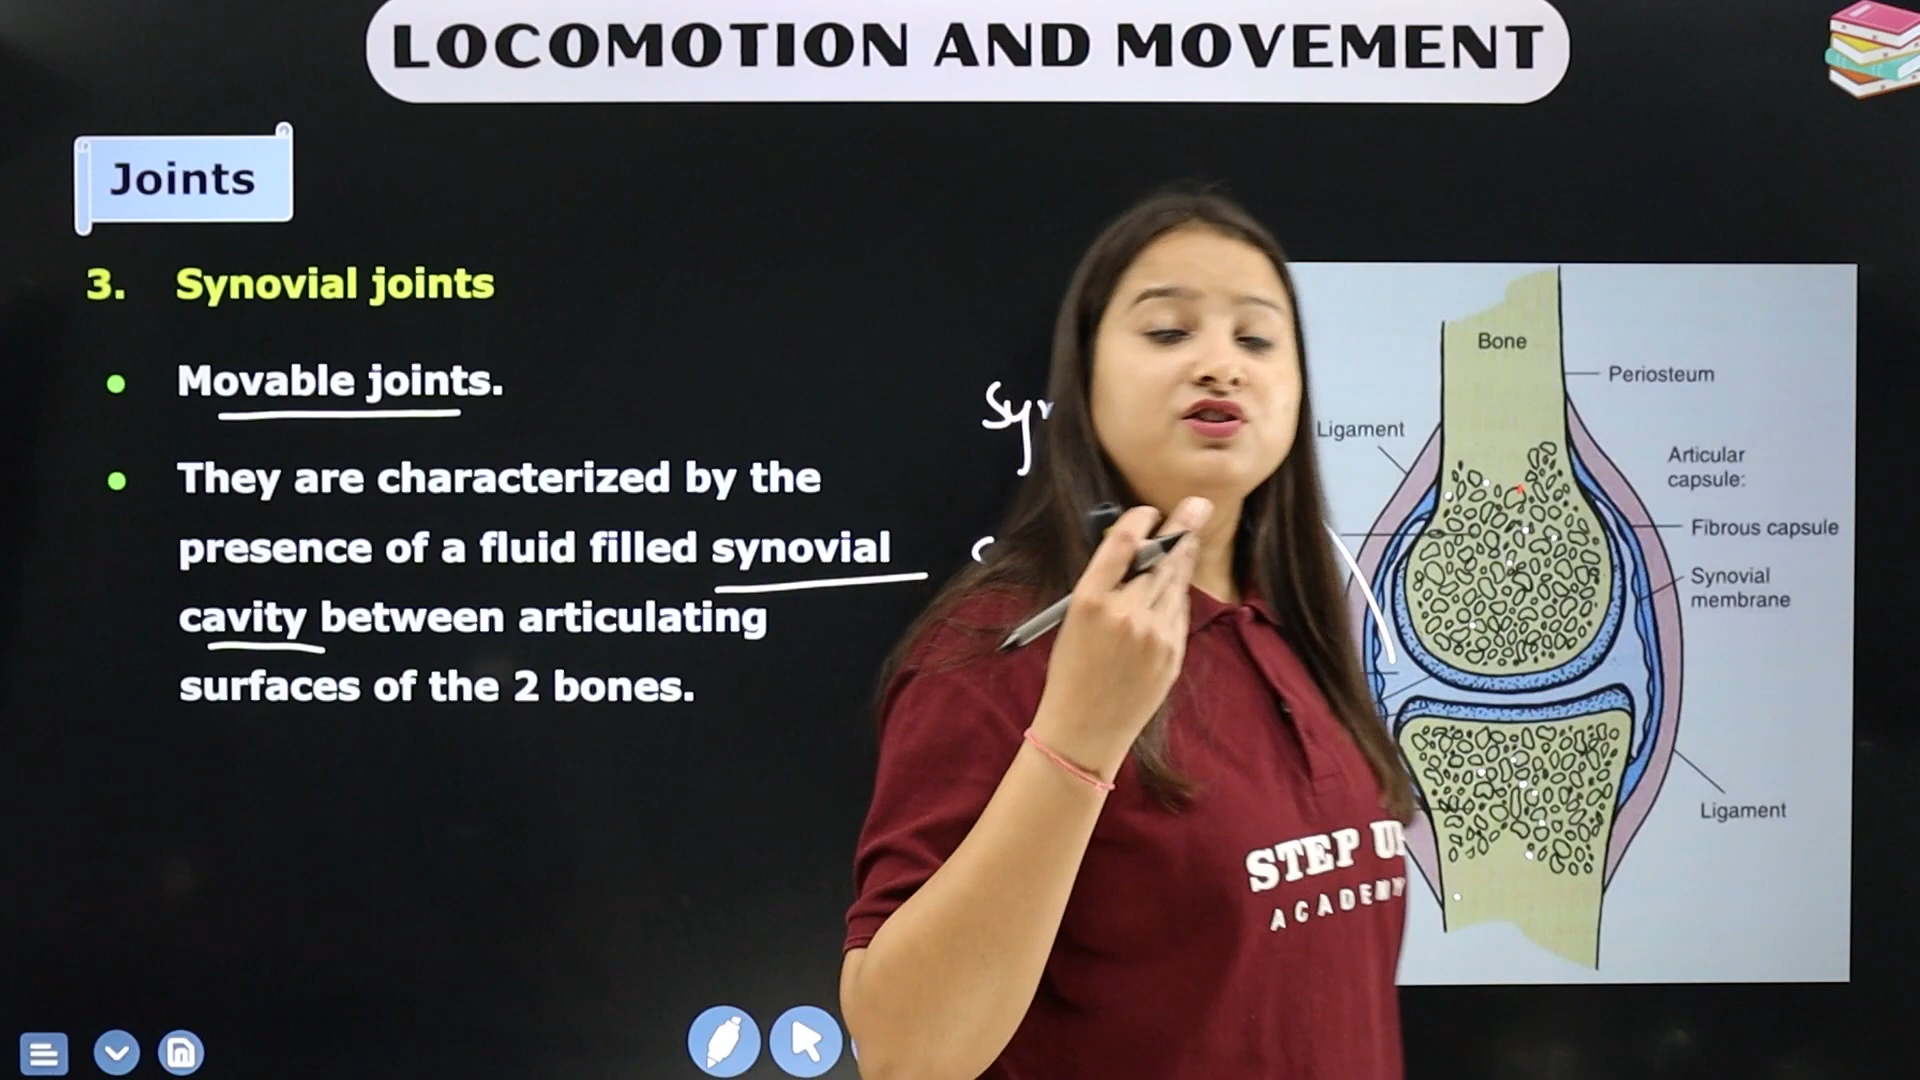 LOCOMOTION AND MOVEMENT
Joints
3. Synovial joints
• Movable joints.
• They are characterized by the
presence of a fluid filled synovial
cavity between articulating
surfaces of the 2 bones.
Bone
Periosteum
Ligament
Articular
capsule:
Fibrous capsule
Synovial
membrane
Ligament
STEP UP
ACADEMY